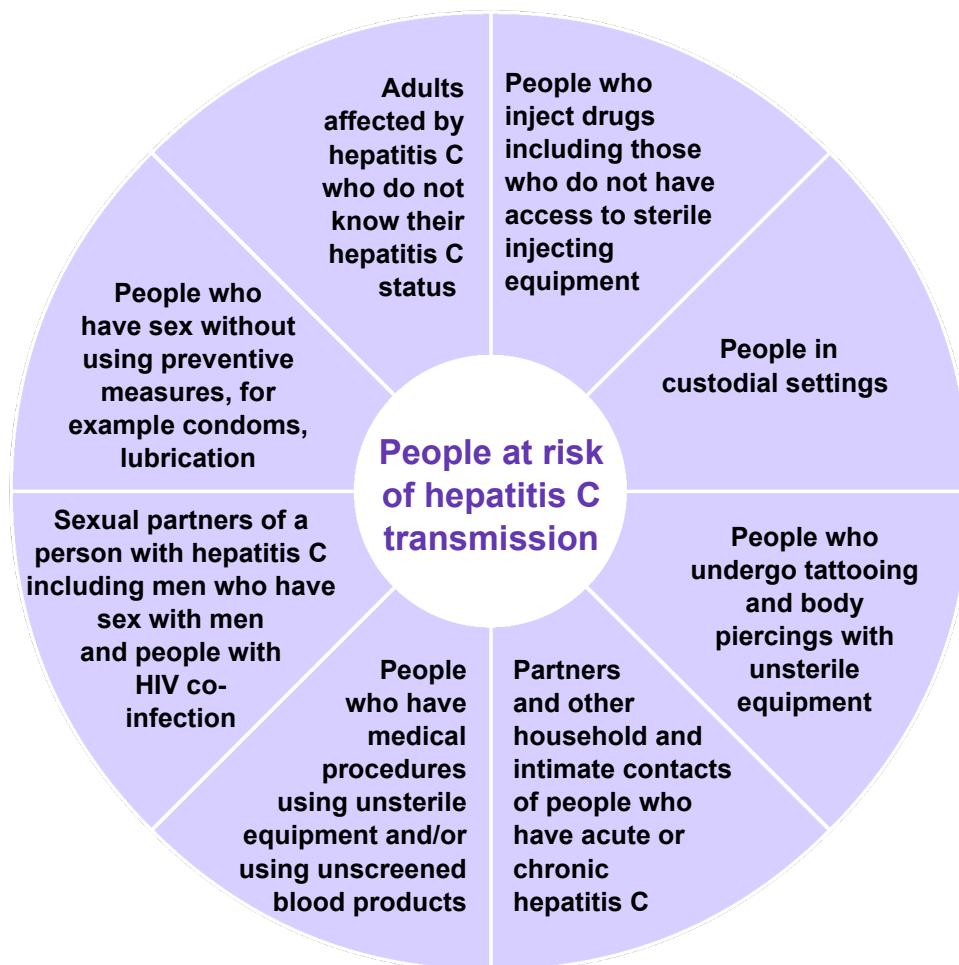 People at risk
of hepatitis C
transmission
People who
inject drugs
including those
who do not have
access to sterile
injecting
equipment
People in
custodial settings
People who
undergo tattooing
and body
piercings with
unsterile
equipment
Partners
and other
household and
intimate contacts
of people who
have acute or
chronic
hepatitis C
People
who have
medical
procedures
using unsterile
equipment and/or
using unscreened
blood products
Sexual partners of a
person with hepatitis C
including men who have
sex with men
and people with
HIV co-
infection
People who
have sex without
using preventive
measures, for
example condoms,
lubrication
Adults
affected by
hepatitis C
who do not
know their
hepatitis C
status